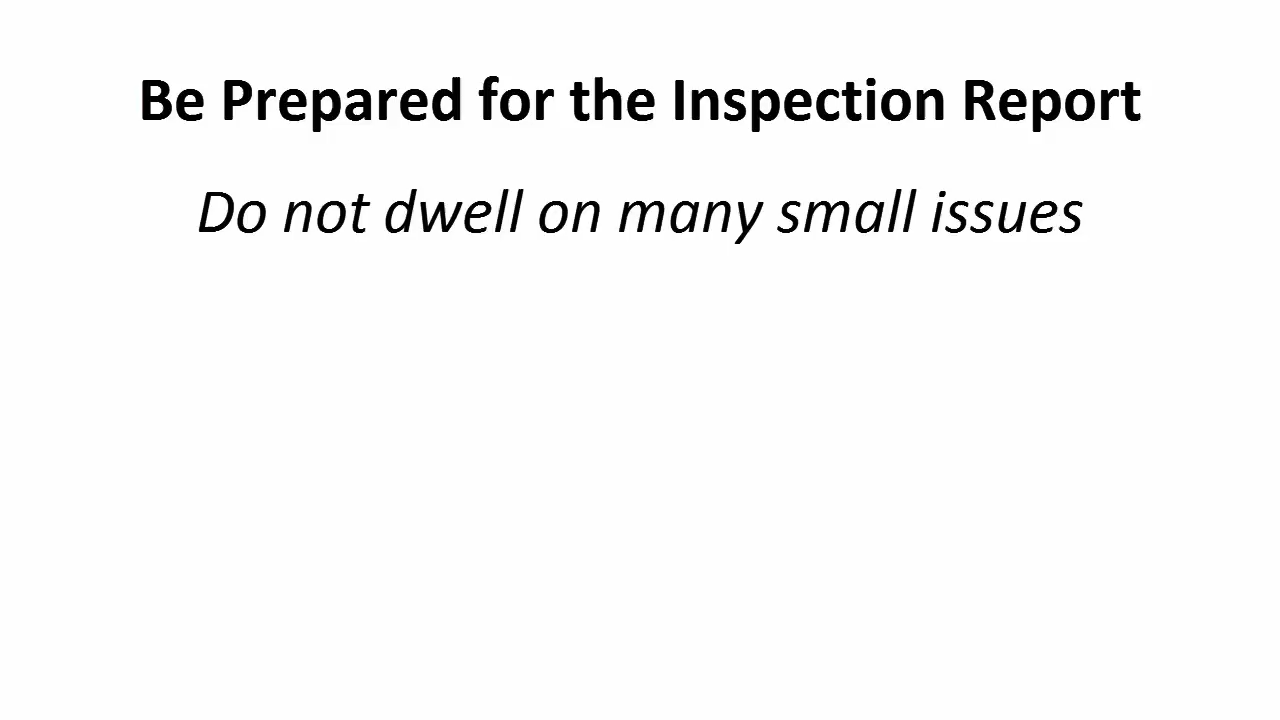 Be Prepared for the Inspection Report
Do not dwell on many small issues